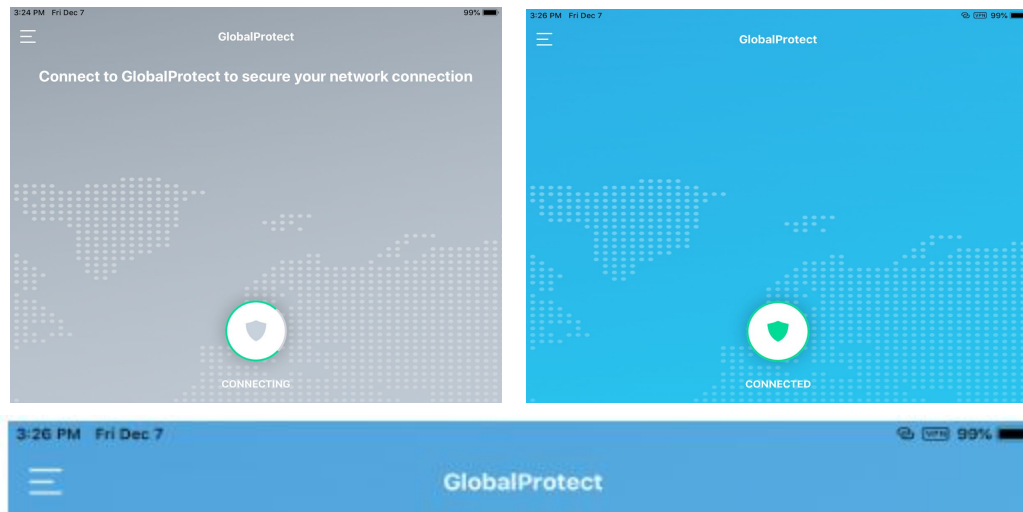 3:24 PM Fri Dec 7 99%
GlobalProtect
Connect to GlobalProtect to secure your network connection
CONNECTING
3:26 PM Fri Dec 7 VPN 99%
GlobalProtect
CONNECTED
3:26 PM Fri Dec 7 VPN 99%
GlobalProtect